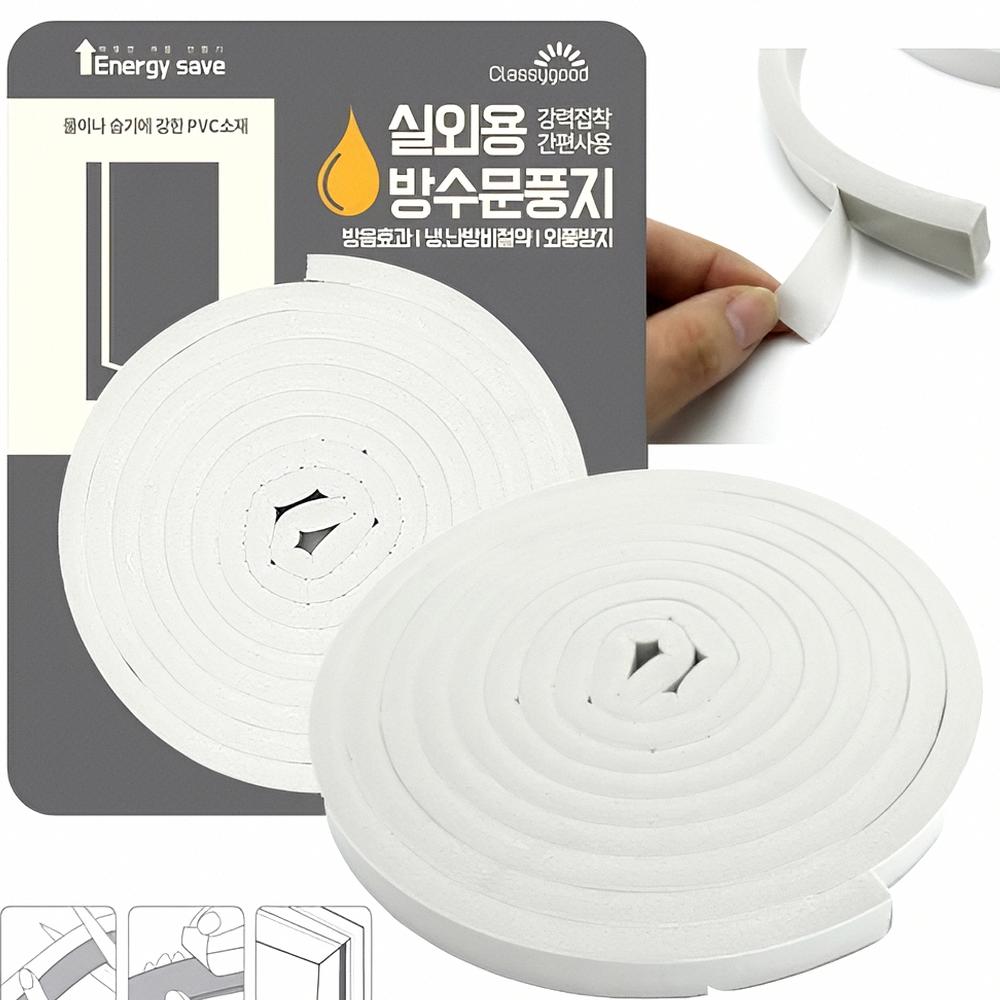 Energy save
Classygood
물이나 습기에 강한 PVC소재
실외용
강력접착
간편사용
방수문풍지
방음효과 | 냉.난방비절약 | 외풍방지